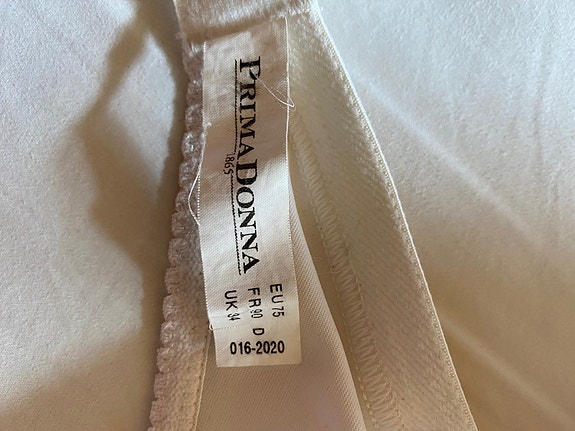 PRIMADONNA
1865
EU 75
FR 90 D
UK 34
016-2020